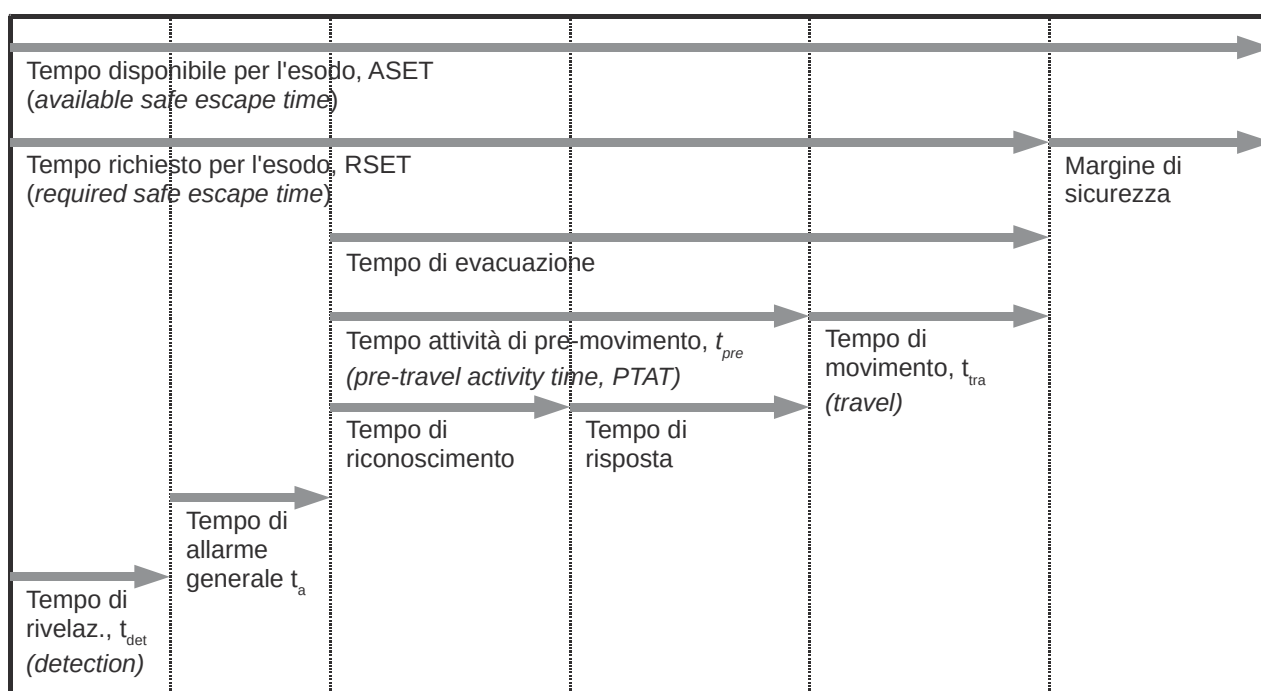 Tempo disponibile per l'esodo, ASET
(available safe escape time)
Tempo richiesto per l'esodo, RSET
(required safe escape time)
Margine di
sicurezza
Tempo di evacuazione
Tempo attività di pre-movimento, tpre
(pre-travel activity time, PTAT)
Tempo di
movimento, ttra
(travel)
Tempo di
riconoscimento
Tempo di
risposta
Tempo di
allarme
generale ta
Tempo di
rivelaz., tdet
(detection)